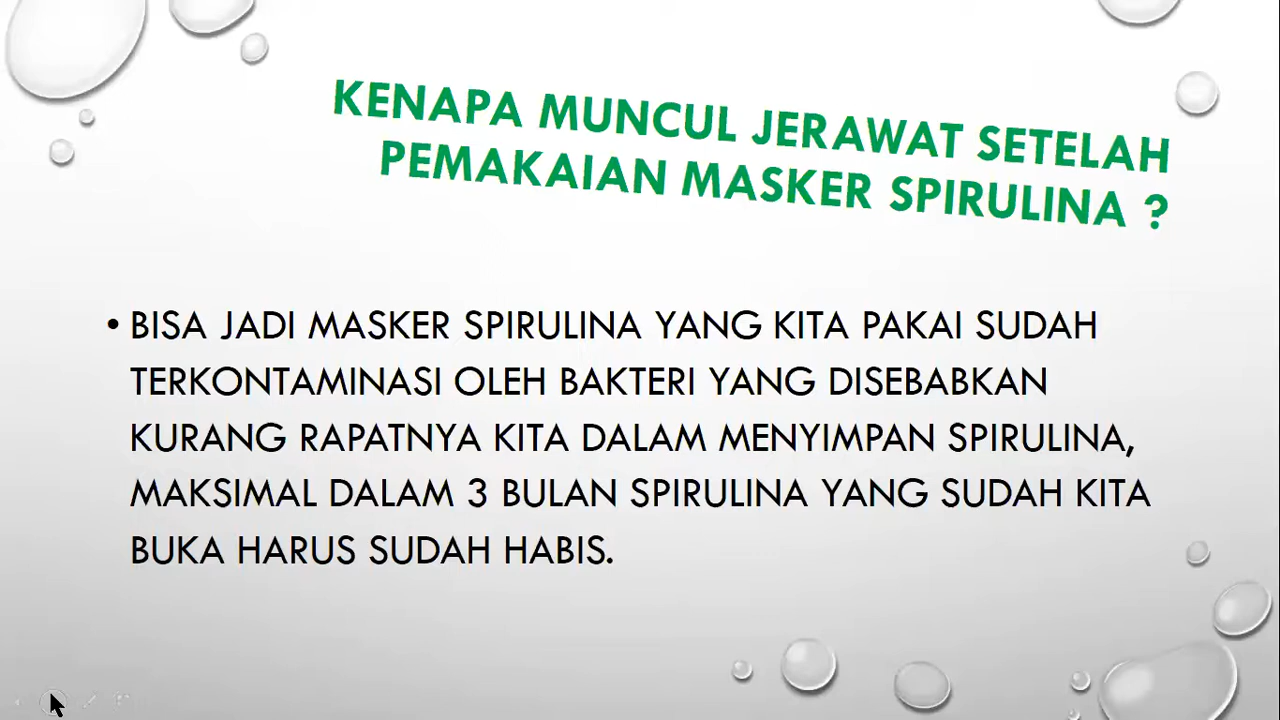 KENAPA MUNCUL JERAWAT SETELAH
PEMAKAIAN MASKER SPIRULINA ?
• BISA JADI MASKER SPIRULINA YANG KITA PAKAI SUDAH
TERKONTAMINASI OLEH BAKTERI YANG DISEBABKAN
KURANG RAPATNYA KITA DALAM MENYIMPAN SPIRULINA,
MAKSIMAL DALAM 3 BULAN SPIRULINA YANG SUDAH KITA
BUKA HARUS SUDAH HABIS.